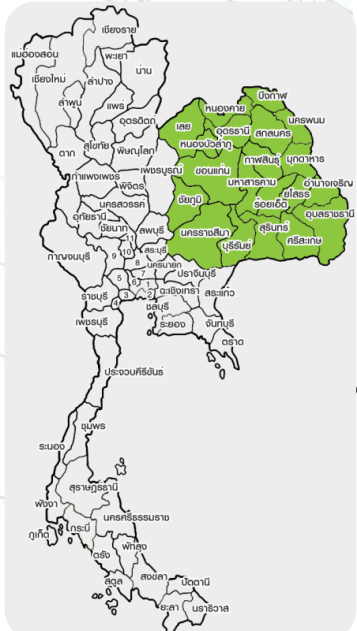 เชียงราย
แม่ฮ่องสอน
พะเยา
เชียงใหม่
น่าน
ลำปาง
ลำพูน
แพร่
อุตรดิตถ์
ตาก
สุโขทัย
พิษณุโลก
กำแพงเพชร
เพชรบูรณ์
พิจิตร
นครสวรรค์
อุทัยธานี
ชัยนาท
ลพบุรี
บึงกาฬ
หนองคาย
เลย
อุดรธานี
นครพนม
สกลนคร
หนองบัวลำภู
ขอนแก่น
กาฬสินธุ์
มุกดาหาร
มหาสารคาม
อำนาจเจริญ
ชัยภูมิ
ยโสธร
ร้อยเอ็ด
อุบลราชธานี
นครราชสีมา
สุรินทร์
บุรีรัมย์
ศรีสะเกษ
11
10
9
สระบุรี
กาญจนบุรี
8
นครนายก
7
ปราจีนบุรี
5
6
1
ฉะเชิงเทรา
สระแก้ว
ราชบุรี
3
2
4
ชลบุรี
เพชรบุรี
ระยอง
จันทบุรี
ตราด
ประจวบคีรีขันธ์
ชุมพร
ระนอง
สุราษฎร์ธานี
พังงา
นครศรีธรรมราช
ภูเก็ต
กระบี่
ตรัง
พัทลุง
สตูล
สงขลา
ปัตตานี
ยะลา
นราธิวาส